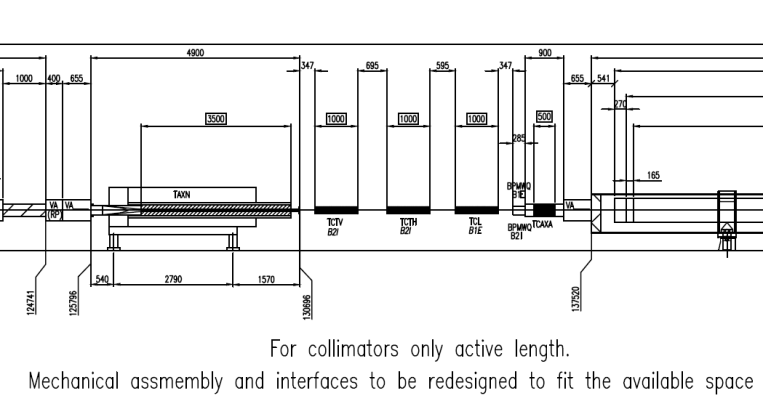 4900
900
347
695
595
347
1000
400
655
655
541
3500
1000
1000
1000
500
270
285
165
TAXN
BPMWQ
B1E
VA
VA
(RP)
VA
TCTV
B2I
TCTH
B2I
TCL
B1E
BPMWQ
B2I
TCAXA
540
2790
1570
124741
125796
130696
137520
For collimators only active length.
Mechanical assmembly and interfaces to be redesigned to fit the available space